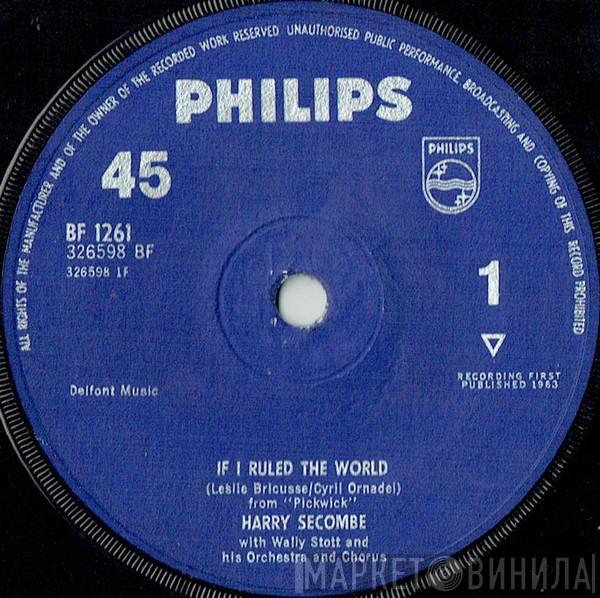 ALL RIGHTS OF THE MANUFACTURER AND OF THE OWNER OF THE RECORDED WORK RESERVED UNAUTHORISED PUBLIC PERFORMANCE, BROADCASTING AND COPYING OF THIS RECORD PROHIBITED
PHILIPS
45
PHILIPS
BF 1261
326598 BF
326598 1F
1
RECORDING FIRST
PUBLISHED 1963
Delfont Music
IF I RULED THE WORLD
(Leslie Bricusse/Cyril Ornadel)
from "Pickwick"
HARRY SECOMBE
with Wally Stott and
his Orchestra and Chorus
МАРКЕТ ВИНИЛА